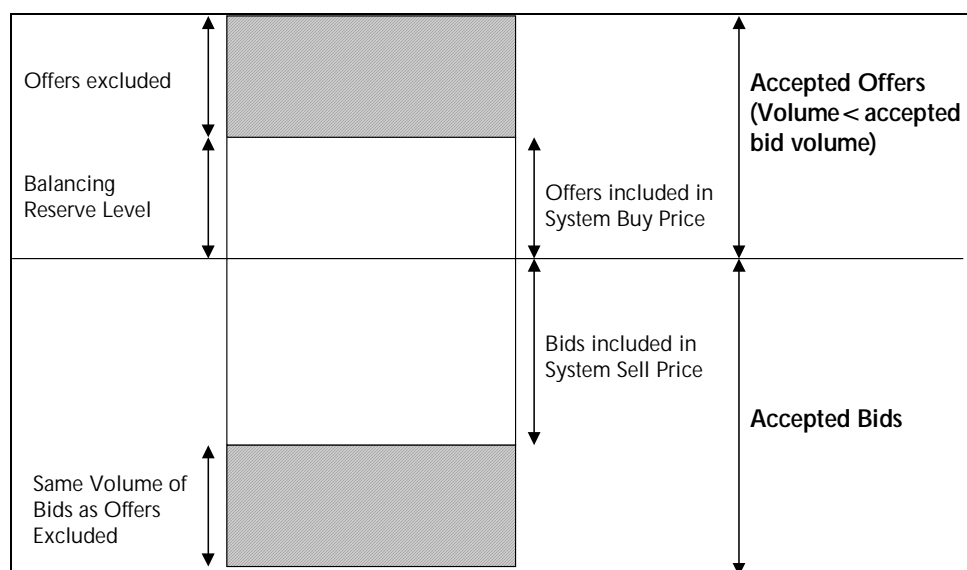 Offers excluded
Accepted Offers
(Volume < accepted
bid volume)
Balancing
Reserve Level
Offers included in
System Buy Price
Bids included in
System Sell Price
Accepted Bids
Same Volume of
Bids as Offers
Excluded